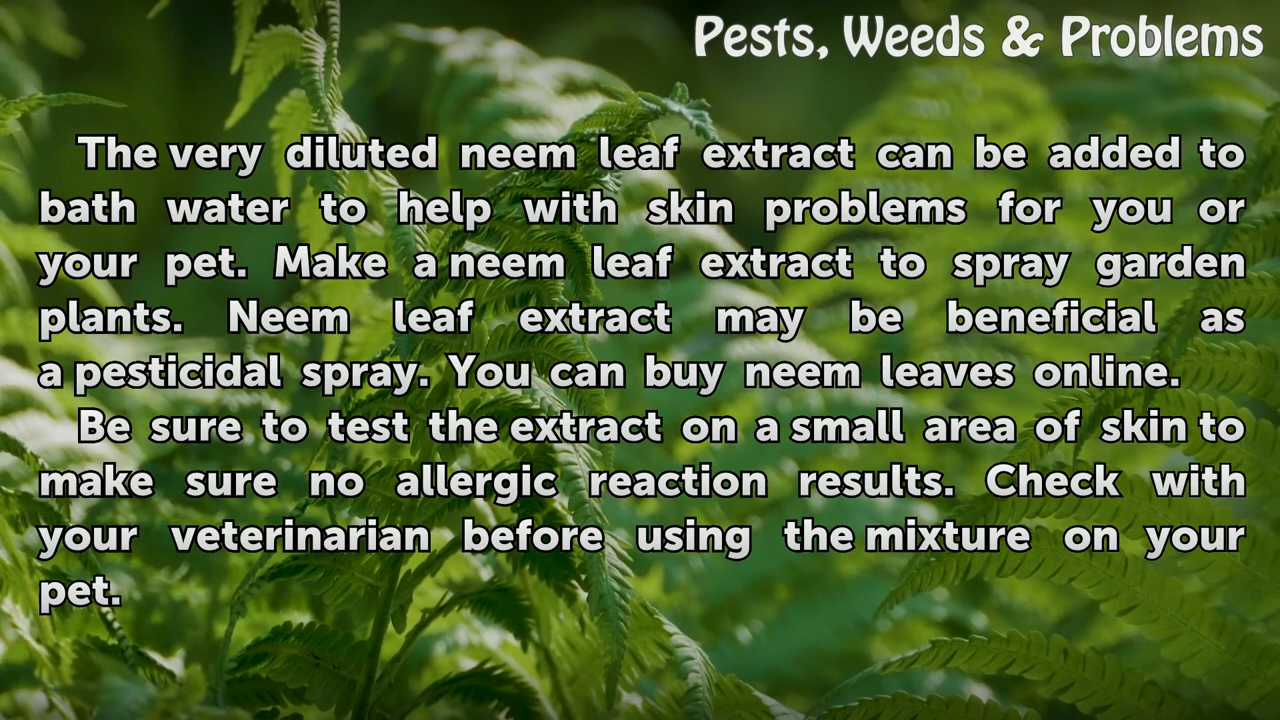 Pests, Weeds & Problems
The very diluted neem leaf extract can be added to
bath water to help with skin problems for you or
your pet. Make a neem leaf extract to spray garden
plants. Neem leaf extract may be beneficial as
a pesticidal spray. You can buy neem leaves online.
Be sure to test the extract on a small area of skin to
make sure no allergic reaction results. Check with
your veterinarian before using the mixture on your
pet.